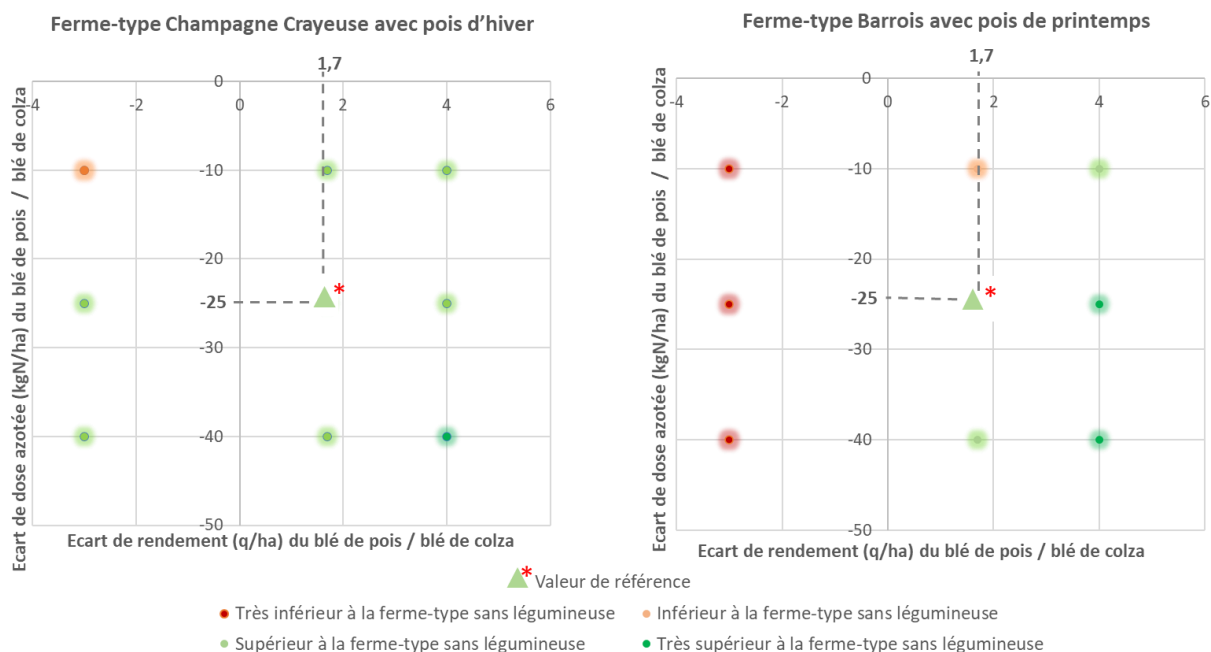 Ferme-type Champagne Crayeuse avec pois d'hiver
1,7
-4
-2
0
0
2
4
6
-10
-20
-25
-30
-40
-50
Ecart de dose azotée (kgN/ha) du blé de pois / blé de colza
*
Ecart de rendement (q/ha) du blé de pois / blé de colza
Ferme-type Barrois avec pois de printemps
1,7
-4
-2
0
0
2
4
6
-10
-20
-25
-30
-40
-50
Ecart de dose azotée (kgN/ha) du blé de pois / blé de colza
*
Ecart de rendement (q/ha) du blé de pois / blé de colza
* Valeur de référence
Très inférieur à la ferme-type sans légumineuse
Inférieur à la ferme-type sans légumineuse
Supérieur à la ferme-type sans légumineuse
Très supérieur à la ferme-type sans légumineuse